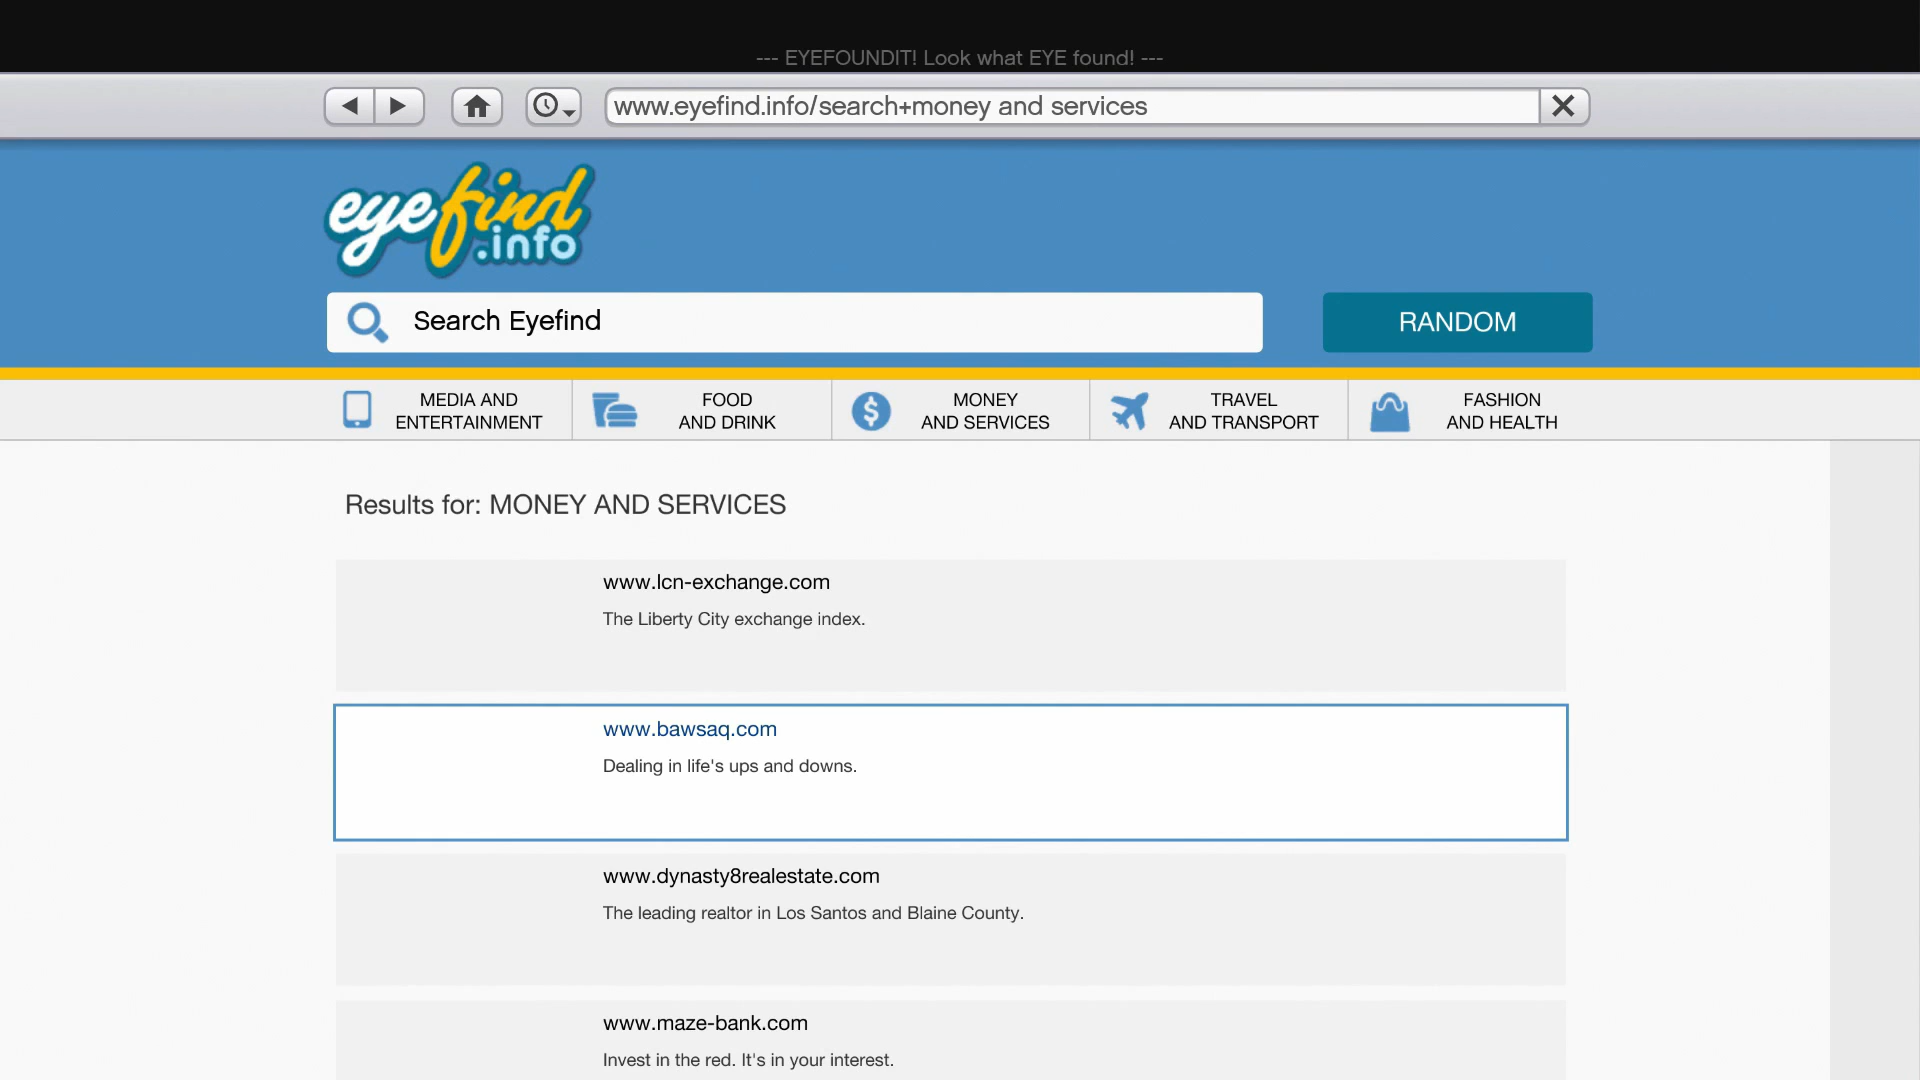 --- EYEFOUNDIT! Look what EYE found! ---
www.eyefind.info/search+money and services
eyefind
.info
Search Eyefind
RANDOM
MEDIA AND
ENTERTAINMENT
FOOD
AND DRINK
MONEY
AND SERVICES
TRAVEL
AND TRANSPORT
FASHION
AND HEALTH
Results for: MONEY AND SERVICES
www.lcn-exchange.com
The Liberty City exchange index.
www.bawsaq.com
Dealing in life's ups and downs.
www.dynasty8realestate.com
The leading realtor in Los Santos and Blaine County.
www.maze-bank.com
Invest in the red. It's in your interest.